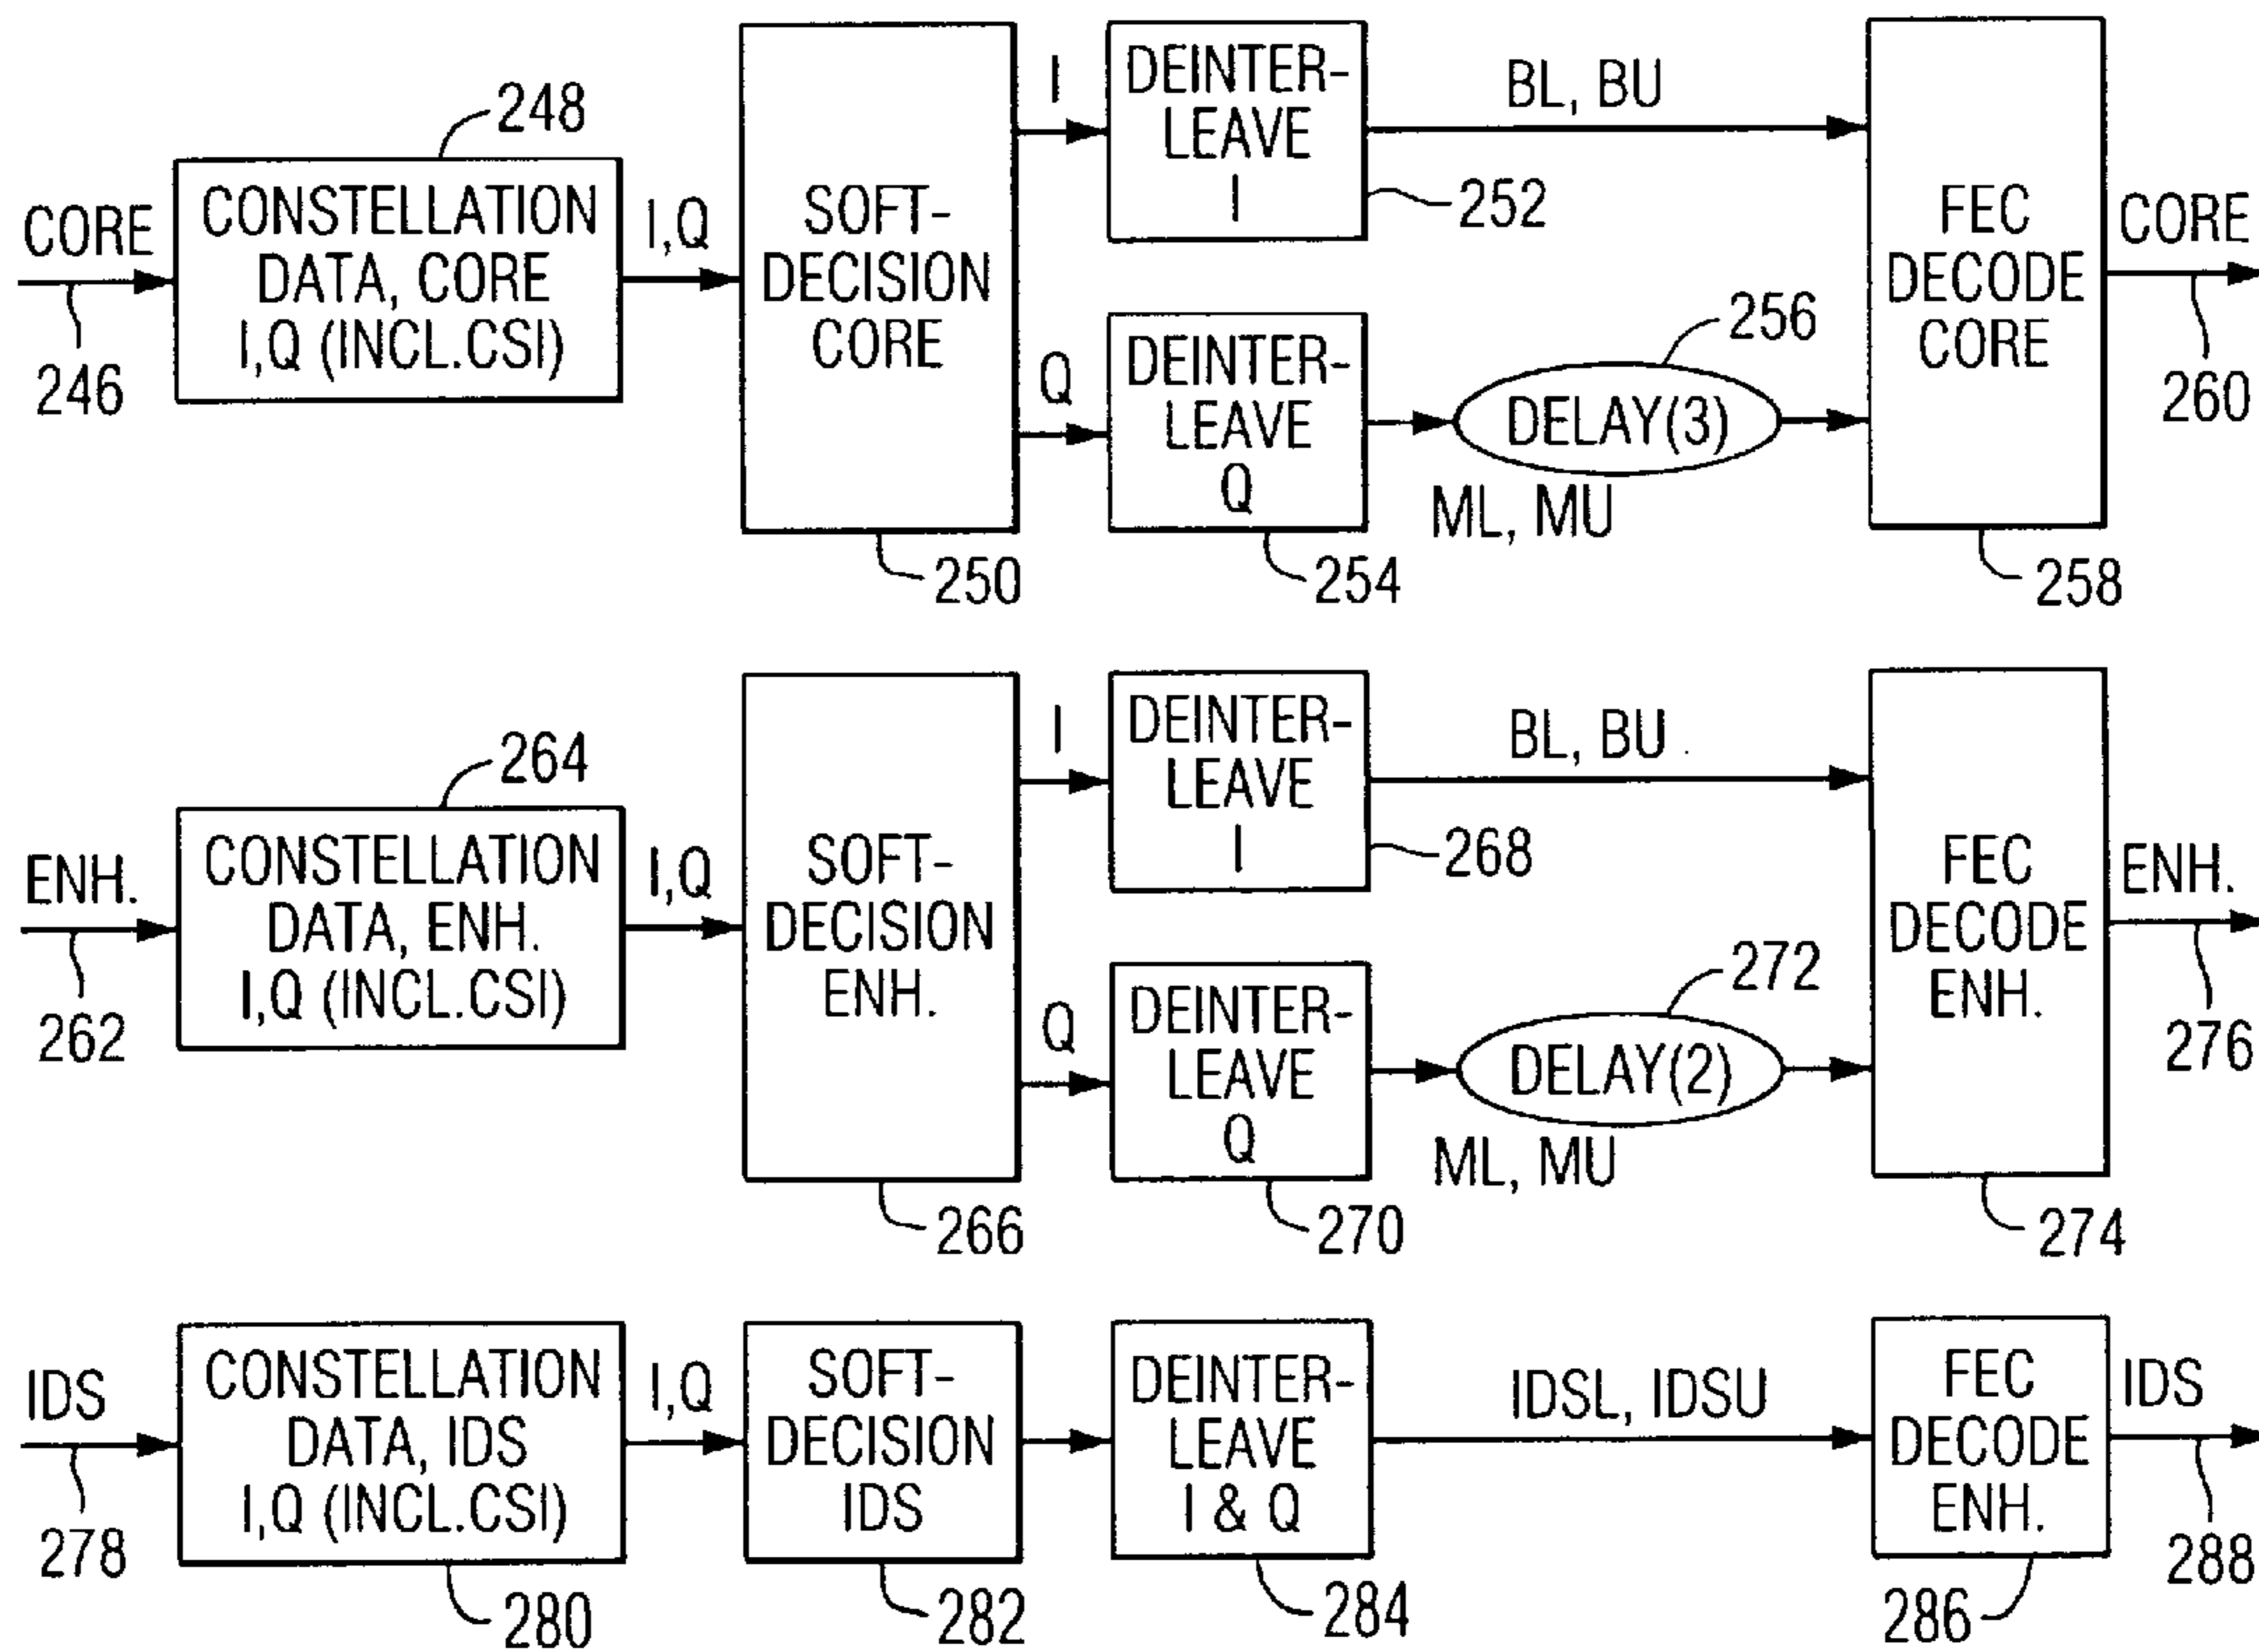 248
CORE
246
CONSTELLATION
DATA, CORE
I,Q (INCL.CSI)
I,Q
SOFT-
DECISION
CORE
250
I
DEINTER-
LEAVE
I
252
Q
DEINTER-
LEAVE
Q
254
BL, BU
256
DELAY(3)
ML, MU
FEC
DECODE
CORE
258
CORE
260
264
ENH.
262
CONSTELLATION
DATA, ENH.
I,Q (INCL.CSI)
I,Q
SOFT-
DECISION
ENH.
266
I
DEINTER-
LEAVE
I
268
Q
DEINTER-
LEAVE
Q
270
BL, BU
272
DELAY(2)
ML, MU
FEC
DECODE
ENH.
274
ENH.
276
IDS
278
CONSTELLATION
DATA, IDS
I,Q (INCL.CSI)
280
I,Q
SOFT-
DECISION
IDS
282
DEINTER-
LEAVE
I & Q
284
IDSL, IDSU
FEC
DECODE
ENH.
286
IDS
288